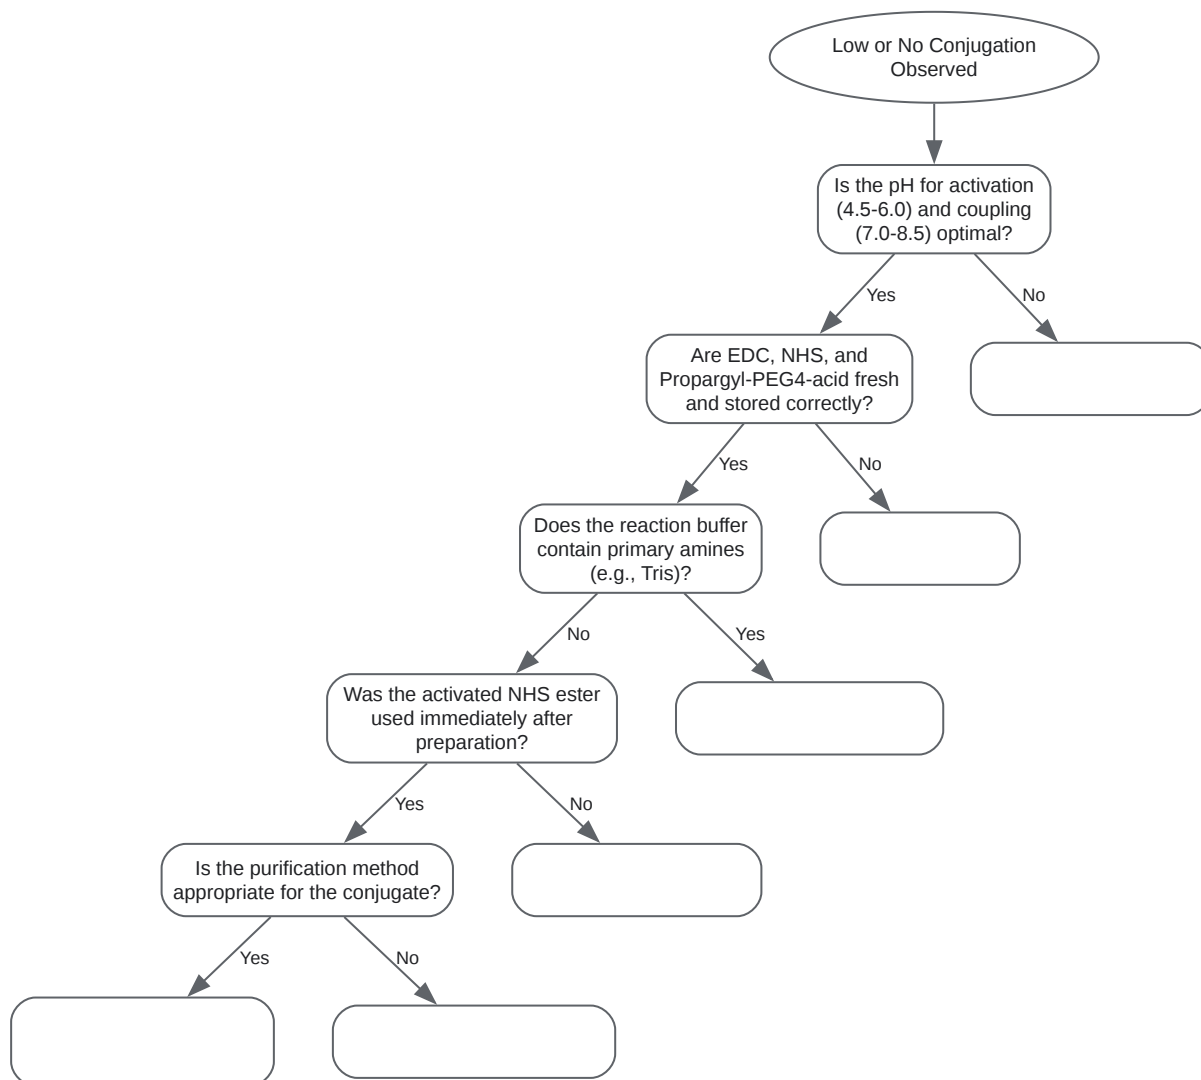 Low or No Conjugation
Observed
Is the pH for activation
(4.5-6.0) and coupling
(7.0-8.5) optimal?
Yes
No
Are EDC, NHS, and
Propargyl-PEG4-acid fresh
and stored correctly?
Yes
No
Does the reaction buffer
contain primary amines
(e.g., Tris)?
No
Yes
Was the activated NHS ester
used immediately after
preparation?
Yes
No
Is the purification method
appropriate for the conjugate?
Yes
No